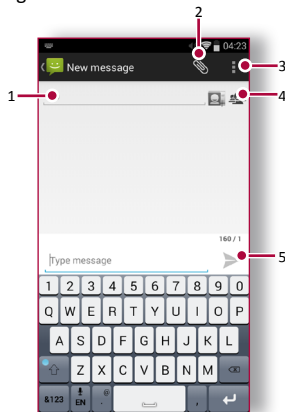 2
04:23
New message
3
1
4
160 / 1
Type message
5
1 2 3 4 5 6 7 8 9 0
Q W E R T Y U I O P
A S D F G H J K L
Z X C V B N M
&123 EN @ . ,